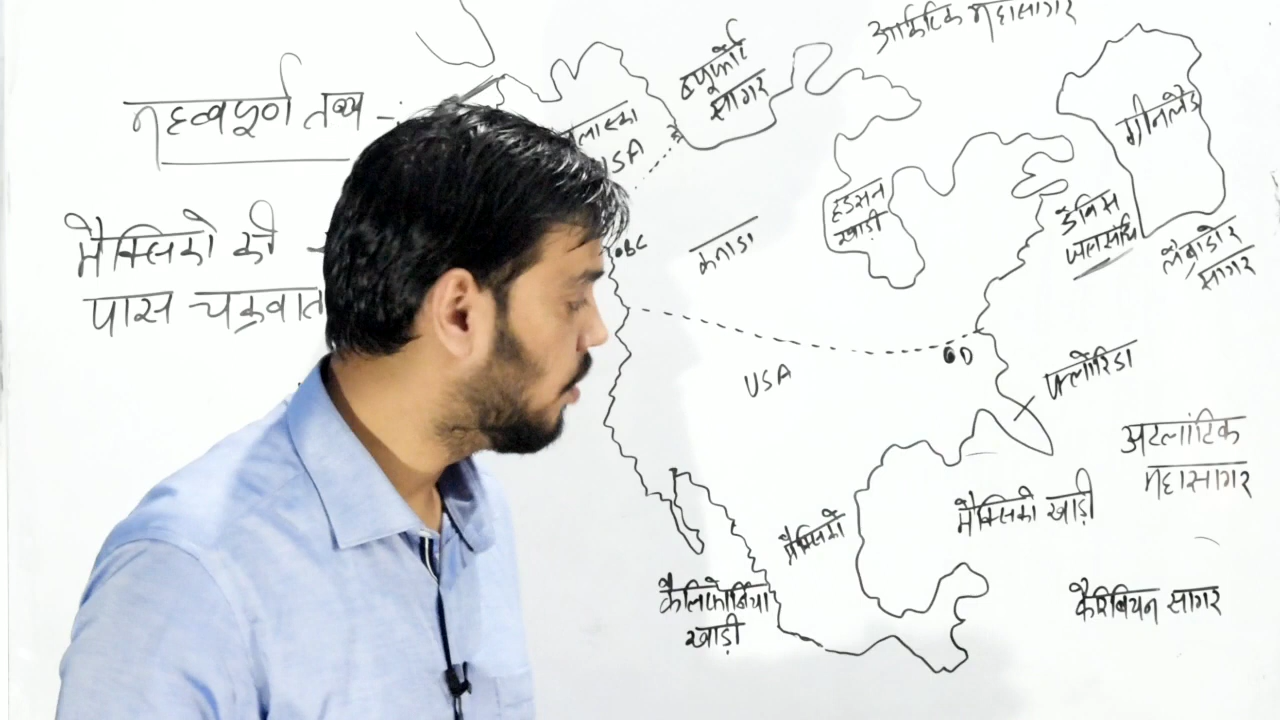 महत्वपूर्ण तथ्य -:
मैक्सिको की -
पास चक्रवात
आर्कटिक महासागर
ब्यूफोर्ट
सागर
लास्का
USA
ग्रीनलैंड
हडसन
खाड़ी
डेविस
जलसंधि
लेब्राडोर
सागर
BC
कनाडा
USA
D
फ्लोरिडा
अटलांटिक
महासागर
मैक्सिको
मैक्सिको खाड़ी
कैलिफोर्निया
खाड़ी
कैरिबियन सागर